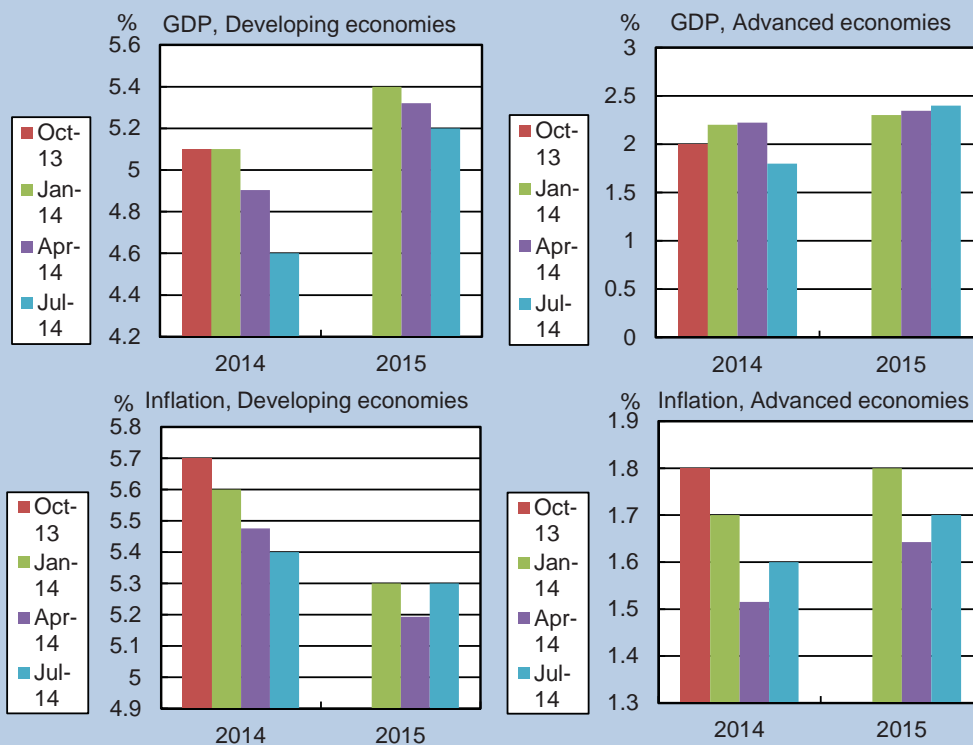 % GDP, Developing economies
5.6
5.4
5.2
5
4.8
4.6
4.4
4.2
2014 2015
Oct-
13
Jan-
14
Apr-
14
Jul-
14
% GDP, Advanced economies
3
2.5
2
1.5
1
0.5
0
2014 2015
Oct-
13
Jan-
14
Apr-
14
Jul-
14
% Inflation, Developing economies
5.8
5.7
5.6
5.5
5.4
5.3
5.2
5.1
5
4.9
2014 2015
Oct-
13
Jan-
14
Apr-
14
Jul-
14
% Inflation, Advanced economies
1.9
1.8
1.7
1.6
1.5
1.4
1.3
2014 2015
Oct-
13
Jan-
14
Apr-
14
Jul-
14